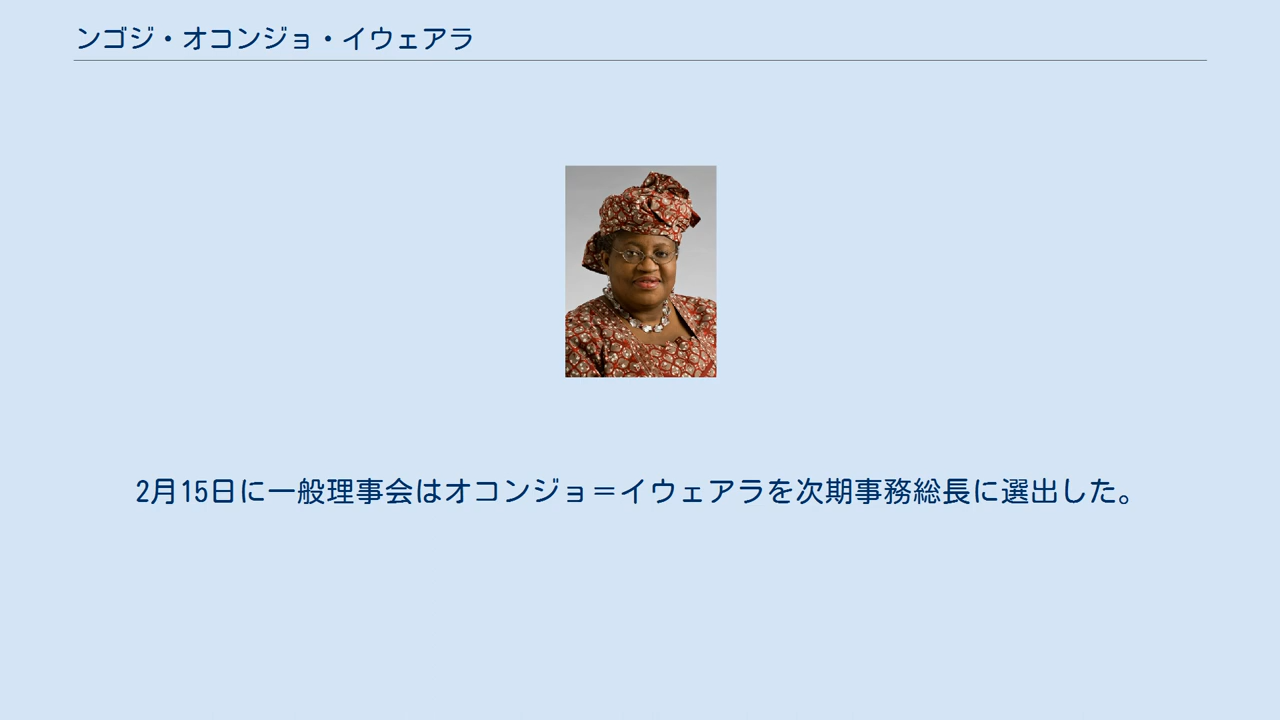 ンゴジ・オコンジョ・イウェアラ
2月15日に一般理事会はオコンジョ＝イウェアラを次期事務総長に選出した。